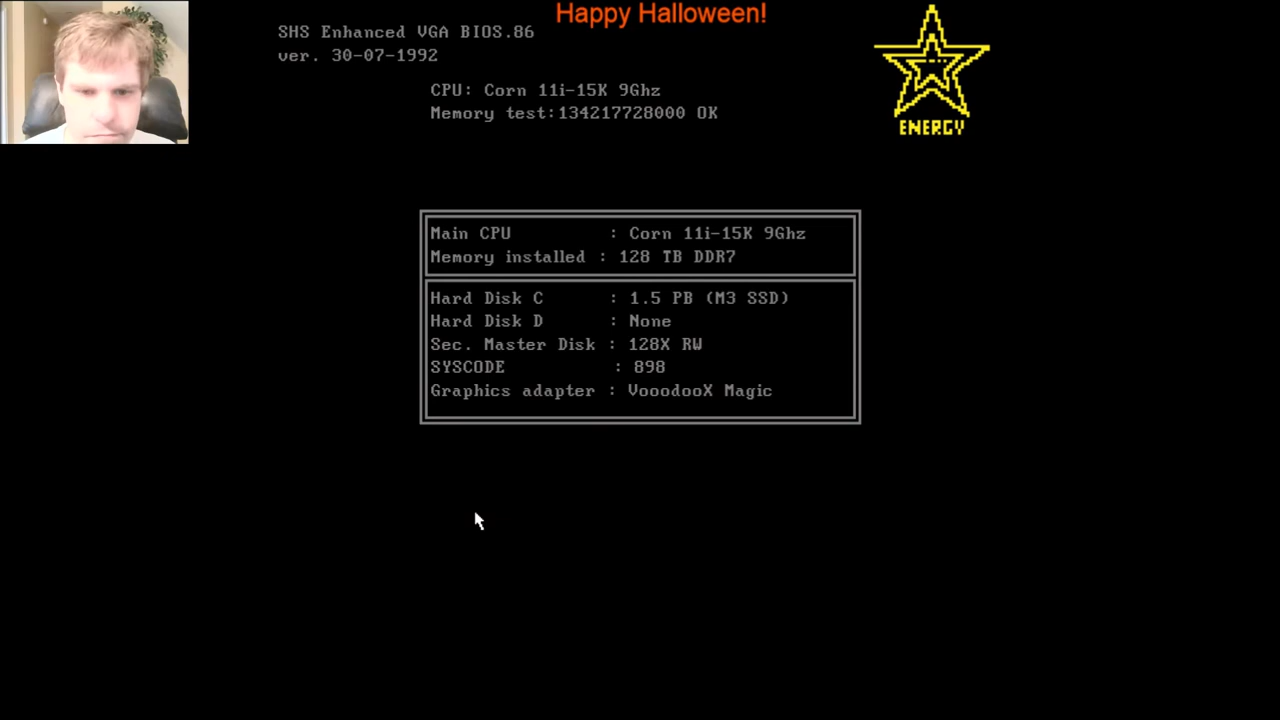 Happy Halloween!
SHS Enhanced VGA BIOS.86
ver. 30-07-1992
CPU: Corn 11i-15K 9Ghz
Memory test:134217728000 OK
ENERGY
Main CPU : Corn 11i-15K 9Ghz
Memory installed : 128 TB DDR7
Hard Disk C : 1.5 PB (M3 SSD)
Hard Disk D : None
Sec. Master Disk : 128X RW
SYSCODE : 898
Graphics adapter : VooodooX Magic